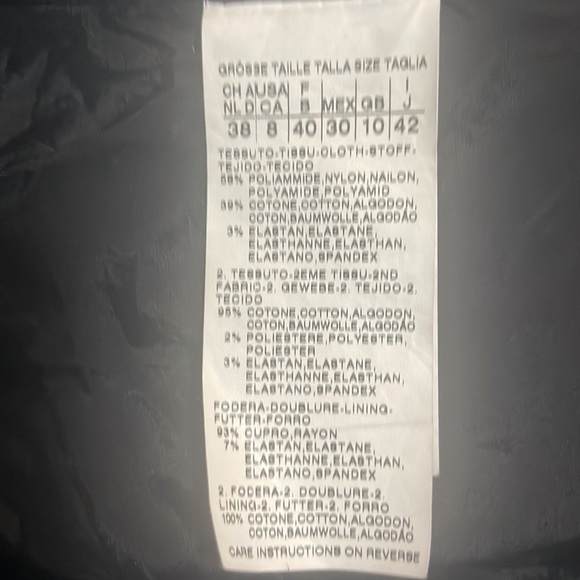 GRÖSSE TAILLE TALLA SIZE TAGLIA
CH A USA F I
NL D CA B MEX GB J
38 8 40 30 10 42
TESSUTO-TISSU-CLOTH-STOFF-
TEJIDO-TECIDO
58% POLIAMMIDE,NYLON,NAILON,
POLYAMIDE,POLYAMID
39% COTONE,COTTON,ALGODON,
COTON,BAUMWOLLE,ALGODÃO
3% ELASTAN,ELASTANE,
ELASTHANNE,ELASTHAN,
ELASTANO,SPANDEX
2. TESSUTO-2EME TISSU-2ND
FABRIC-2. GEWEBE-2. TEJIDO-2.
TECIDO
95% COTONE,COTTON,ALGODON,
COTON,BAUMWOLLE,ALGODÃO
2% POLIESTERE,POLYESTER,
POLIESTER
3% ELASTAN,ELASTANE,
ELASTHANNE,ELASTHAN,
ELASTANO,SPANDEX
FODERA-DOUBLURE-LINING-
FUTTER-FORRO
93% CUPRO,RAYON
7% ELASTAN,ELASTANE,
ELASTHANNE,ELASTHAN,
ELASTANO,SPANDEX
2. FODERA-2. DOUBLURE-2.
LINING-2. FUTTER-2. FORRO
100% COTONE,COTTON,ALGODON,
COTON,BAUMWOLLE,ALGODÃO
CARE INSTRUCTIONS ON REVERSE